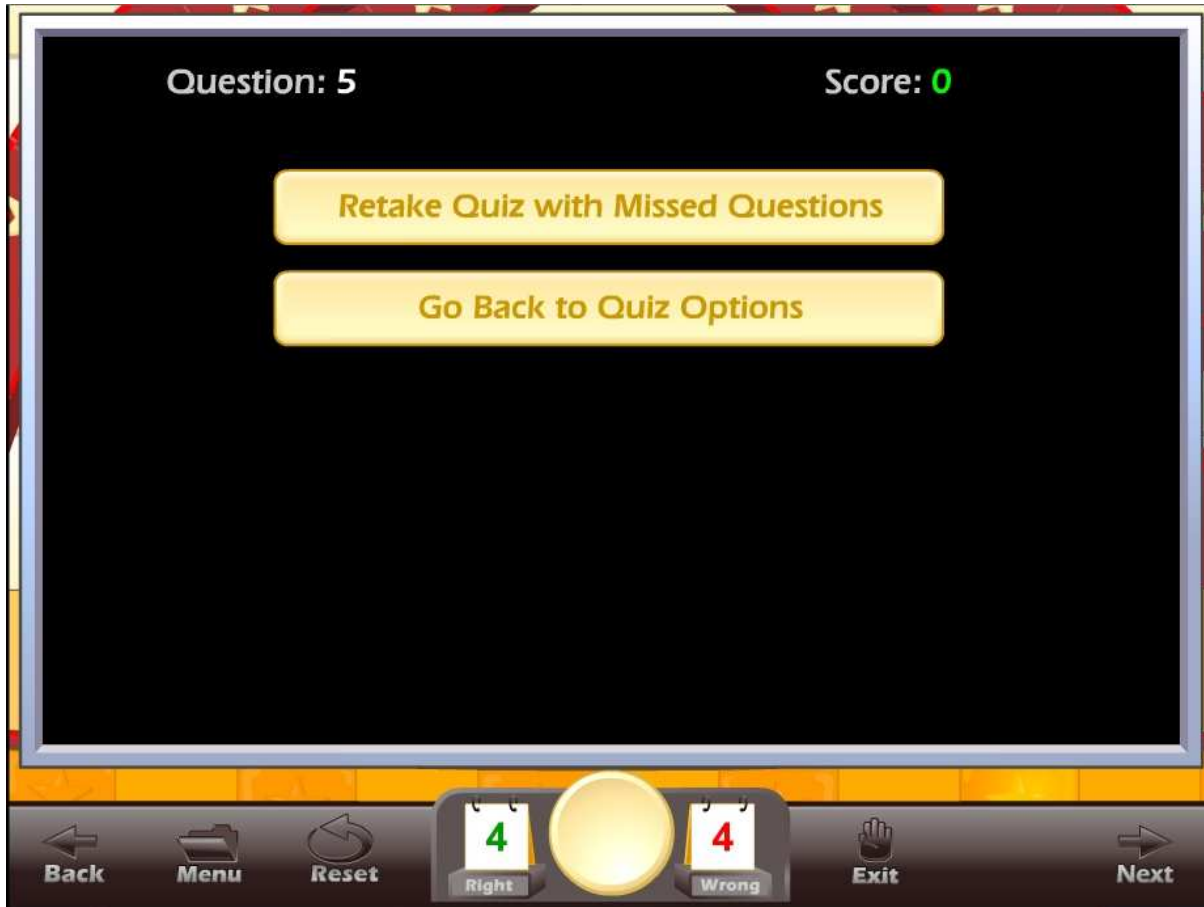 Question: 5 Score: 0
Retake Quiz with Missed Questions
Go Back to Quiz Options
4 4
Back Menu Reset Right Wrong Exit Next